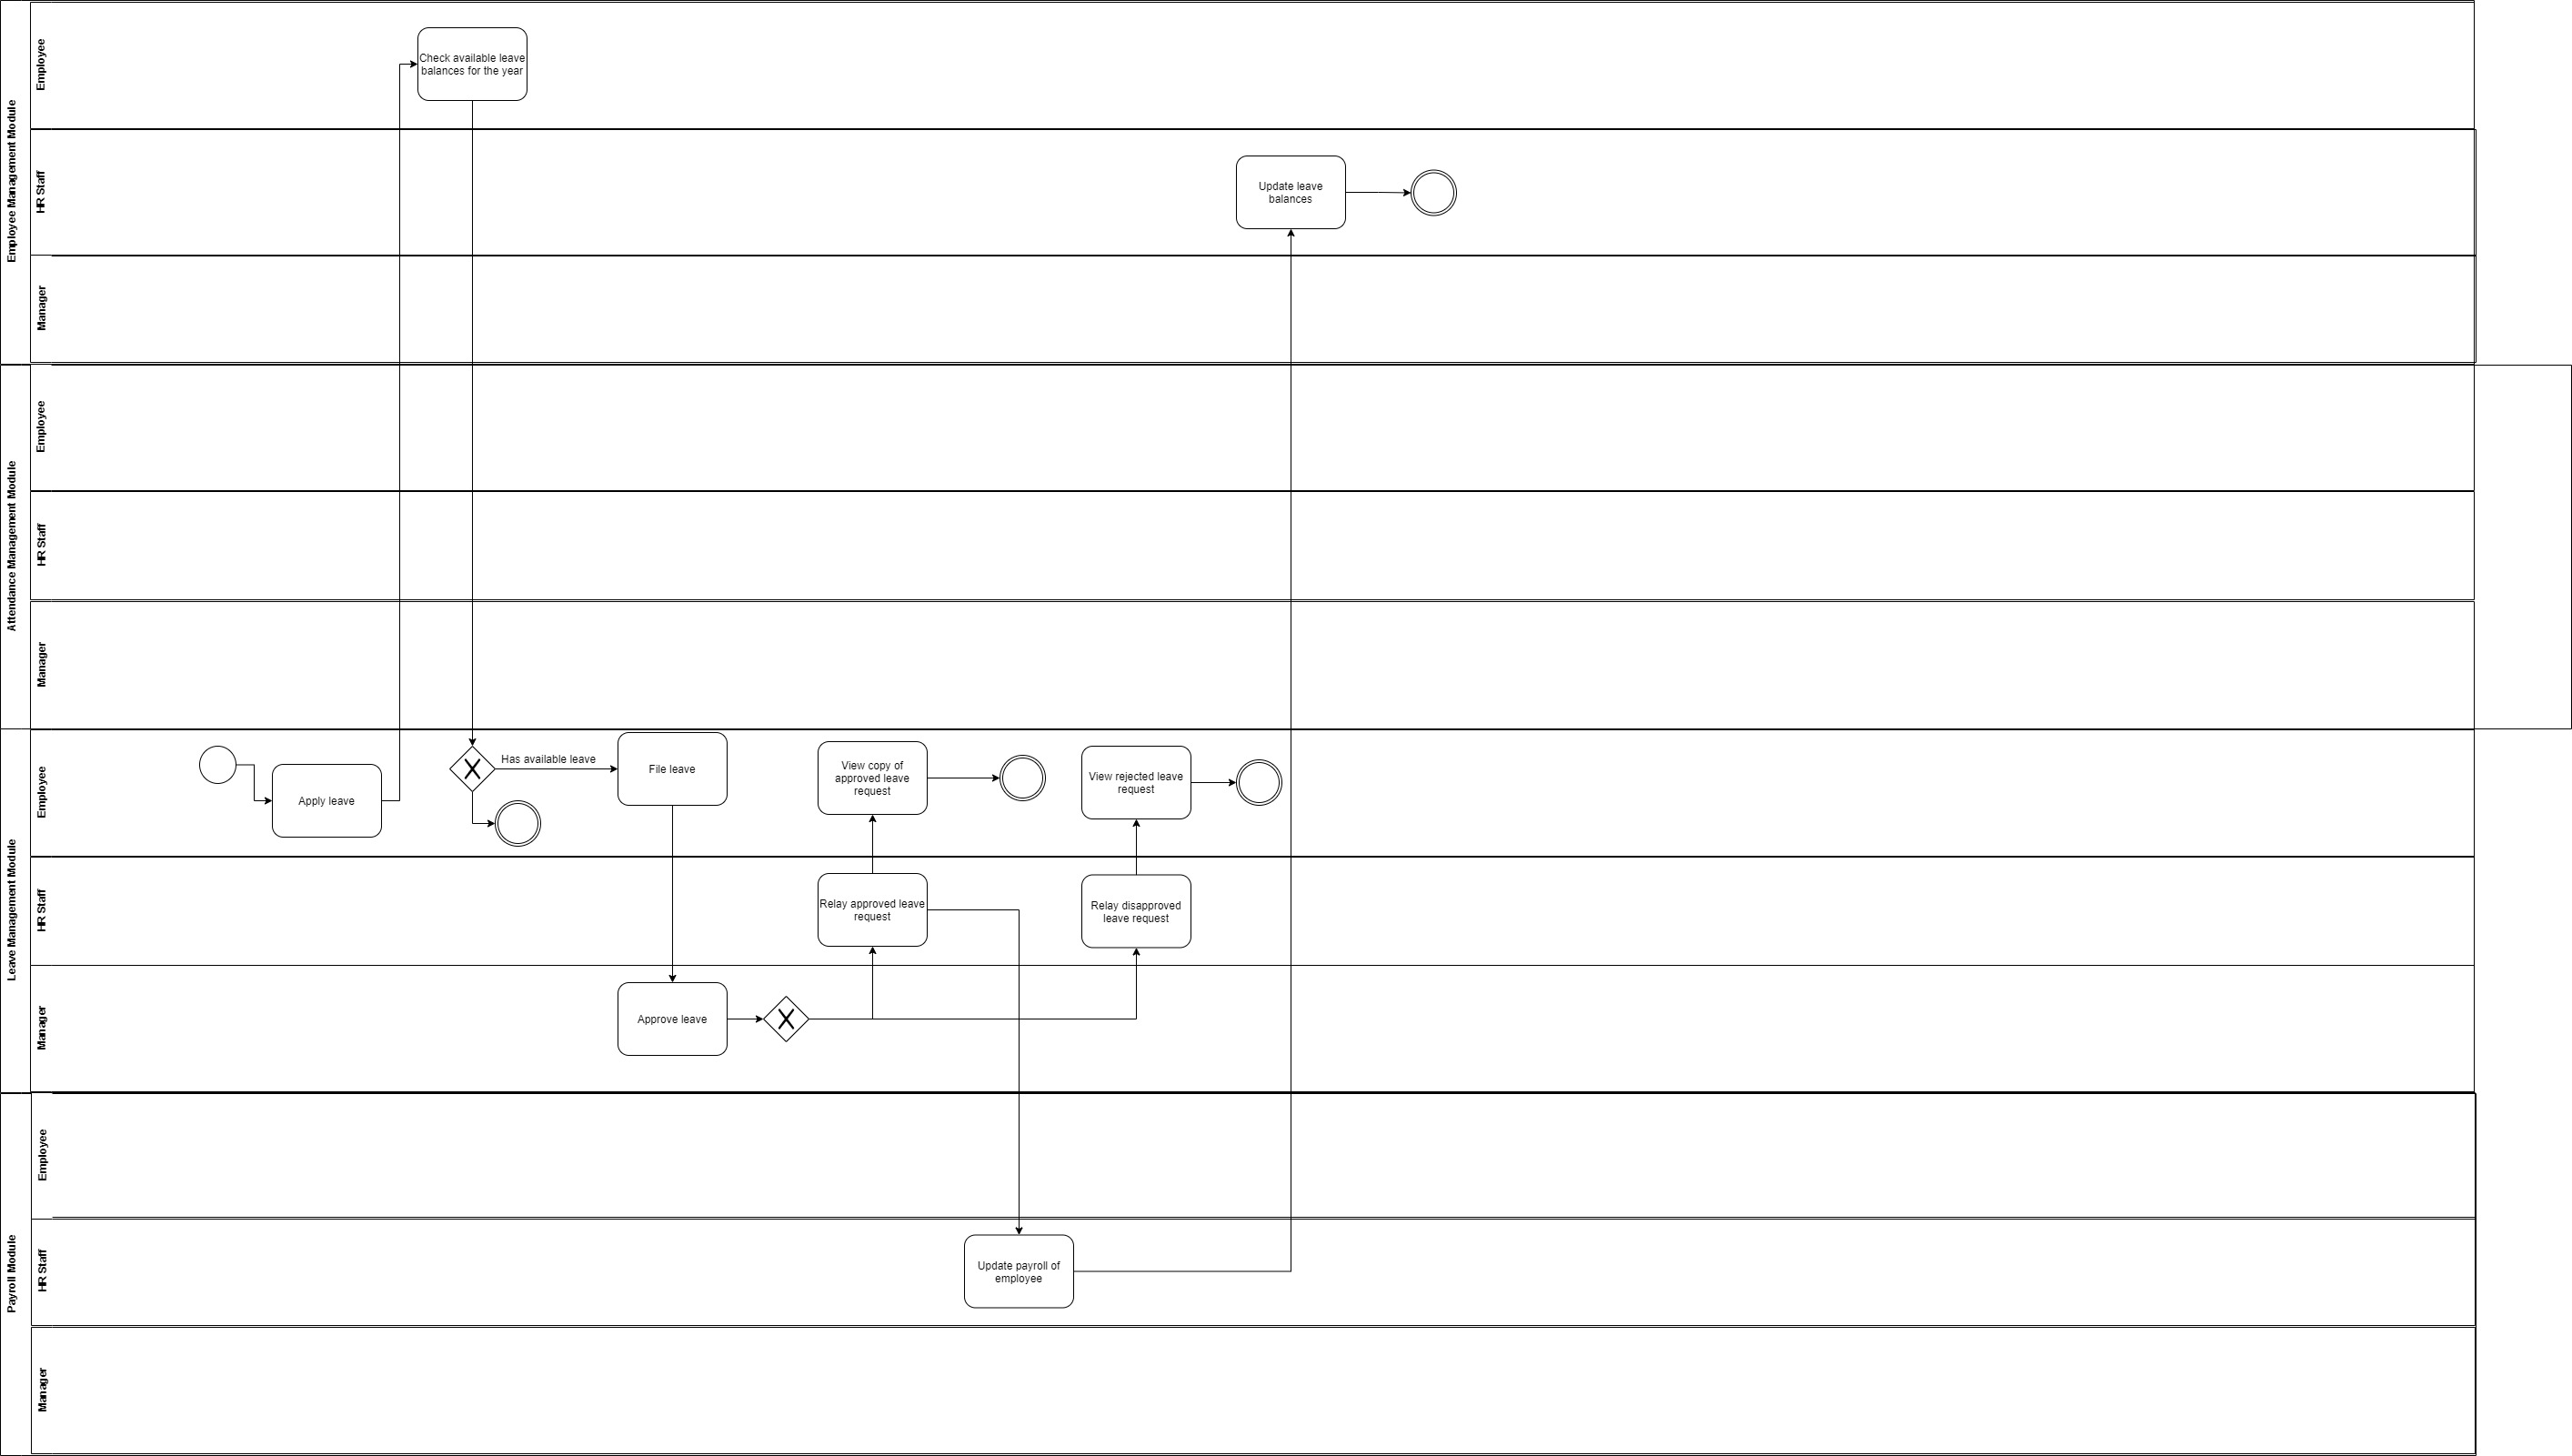 Employee Management Module
Employee
Check available leave
balances for the year
HR Staff
Update leave
balances
Manager
Attendance Management Module
Employee
HR Staff
Manager
Leave Management Module
Employee
Apply leave
X
Has available leave
File leave
View copy of
approved leave
request
View rejected leave
request
HR Staff
Relay approved leave
request
Relay disapproved
leave request
Manager
Approve leave
X
Payroll Module
Employee
HR Staff
Update payroll of
employee
Manager